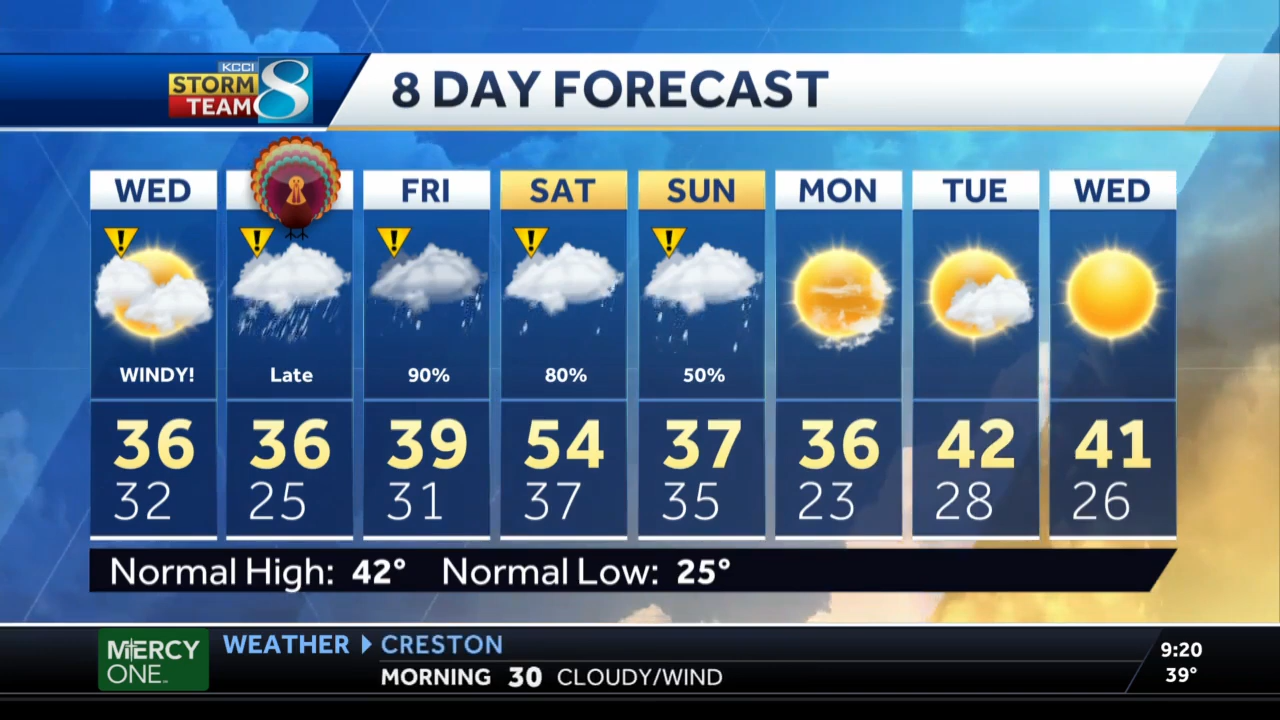 KCCI
STORM
TEAM 8
8 DAY FORECAST
WED FRI SAT SUN MON TUE WED
! ! ! ! !
WINDY! Late 90% 80% 50%
36 36 39 54 37 36 42 41
32 25 31 37 35 23 28 26
Normal High: 42° Normal Low: 25°
MERCY
ONE
WEATHER CRESTON
MORNING 30 CLOUDY/WIND
9:20
39°